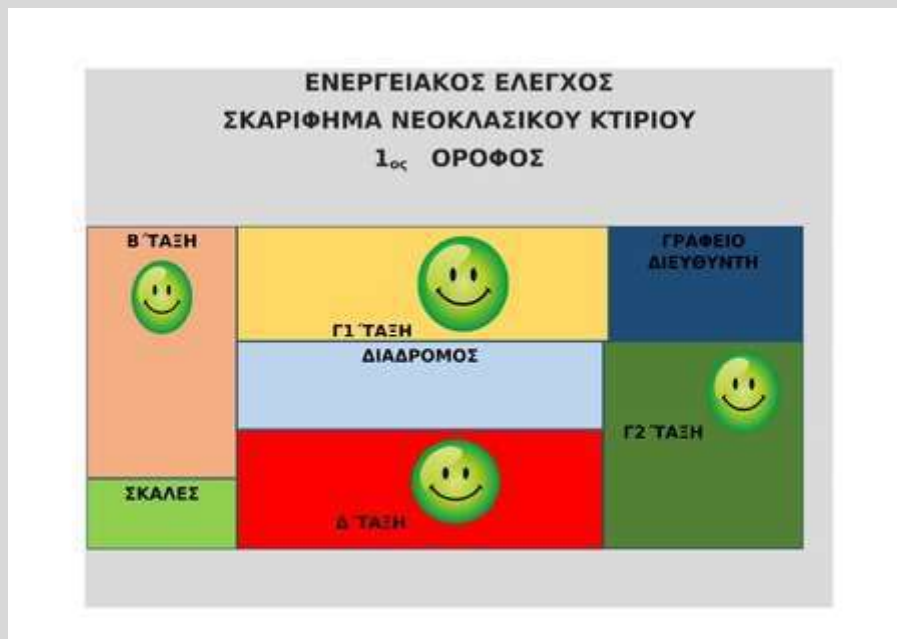 ΕΝΕΡΓΕΙΑΚΟΣ ΕΛΕΓΧΟΣ
ΣΚΑΡΙΦΗΜΑ ΝΕΟΚΛΑΣΙΚΟΥ ΚΤΙΡΙΟΥ
1ος ΟΡΟΦΟΣ
Β΄ΤΑΞΗ
ΓΡΑΦΕΙΟ
ΔΙΕΥΘΥΝΤΗ
Γ1΄ΤΑΞΗ
ΔΙΑΔΡΟΜΟΣ
Γ2΄ΤΑΞΗ
ΣΚΑΛΕΣ
Δ΄ΤΑΞΗ